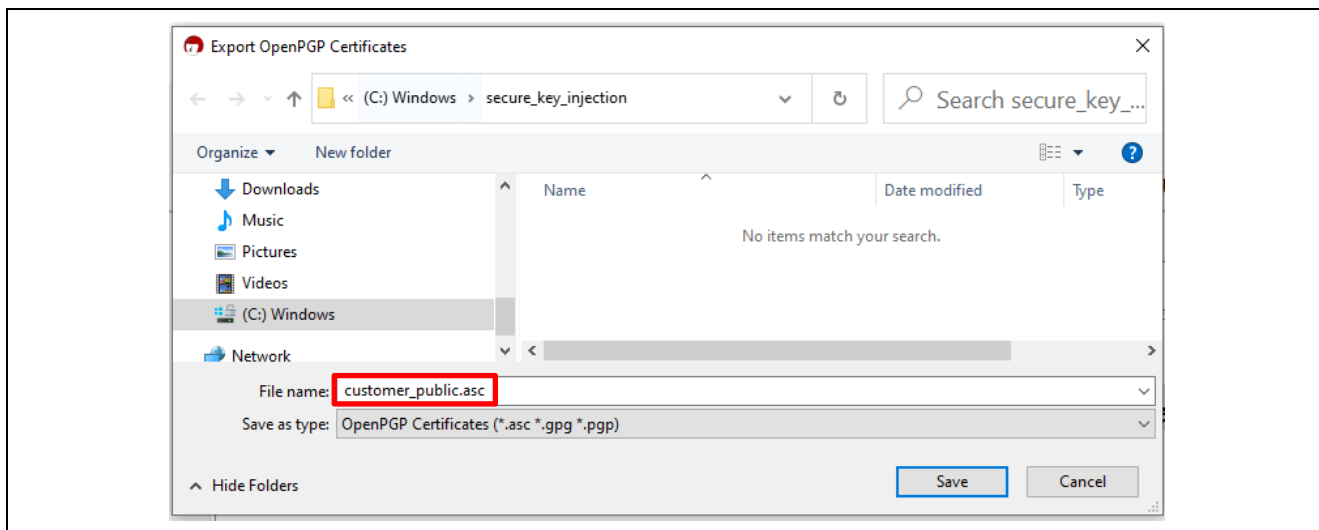 Export OpenPGP Certificates
« (C:) Windows > secure_key_injection
Search secure_key_...
Organize
New folder
Name
Date modified
Type
Downloads
Music
Pictures
Videos
(C:) Windows
Network
No items match your search.
File name: customer_public.asc
Save as type: OpenPGP Certificates (*.asc *.gpg *.pgp)
Hide Folders
Save
Cancel